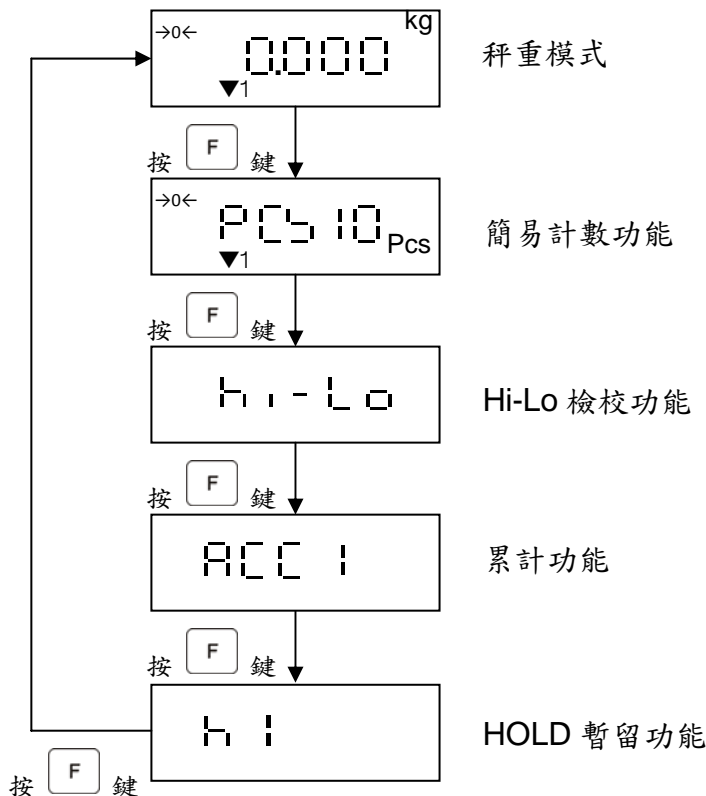 →0← 0.000 kg
▼1
秤重模式
按 F 鍵
→0← PCS10 Pcs
▼1
簡易計數功能
按 F 鍵
hi-Lo
Hi-Lo 檢校功能
按 F 鍵
ACC 1
累計功能
按 F 鍵
h 1
HOLD 暫留功能
按 F 鍵